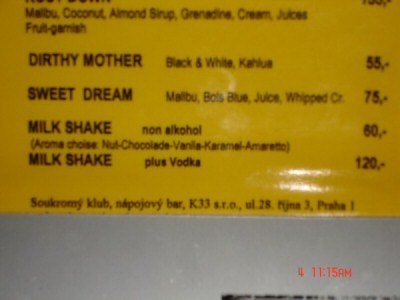 Malibu, Coconut, Almond Sirup, Grenadine, Cream, Juices
Fruit-garnish
DIRTHY MOTHER Black & White, Kahlua 55,-
SWEET DREAM Malibu, Bols Blue, Juice, Whipped Cr. 75,-
MILK SHAKE non alkohol 60,-
(Aroma choise: Nut-Chocolade-Vanila-Karamel-Amaretto)
MILK SHAKE plus Vodka 120,-
Soukromý klub, nápojový bar, K33 s.r.o., ul.28. října 3, Praha 1
4 11:15AM